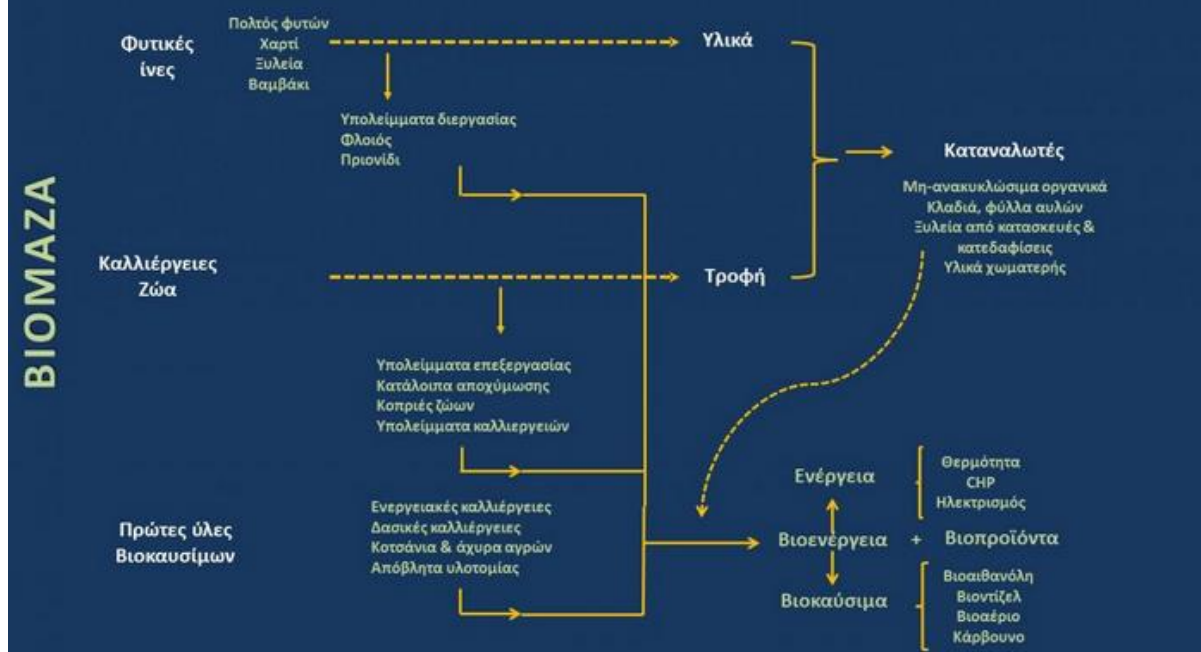 ΒΙΟΜΑΖΑ
Φυτικές
ίνες
Πολτός φυτών
Χαρτί
Ξυλεία
Βαμβάκι
Υλικά
Υπολείμματα διεργασίας
Φλοιός
Πριονίδι
Καταναλωτές
Μη-ανακυκλώσιμα οργανικά
Κλαδιά, φύλλα αυλών
Ξυλεία από κατασκευές &
κατεδαφίσεις
Υλικά χωματερής
Καλλιέργειες
Ζώα
Τροφή
Υπολείμματα επεξεργασίας
Κατάλοιπα αποχύμωσης
Κοπριές ζώων
Υπολείμματα καλλιεργειών
Πρώτες ύλες
Βιοκαυσίμων
Ενεργειακές καλλιέργειες
Δασικές καλλιέργειες
Κοτσάνια & άχυρα αγρών
Απόβλητα υλοτομίας
Ενέργεια
Θερμότητα
CHP
Ηλεκτρισμός
Βιοενέργεια + Βιοπροϊόντα
Βιοκαύσιμα
Βιοαιθανόλη
Βιοντίζελ
Βιοαέριο
Κάρβουνο